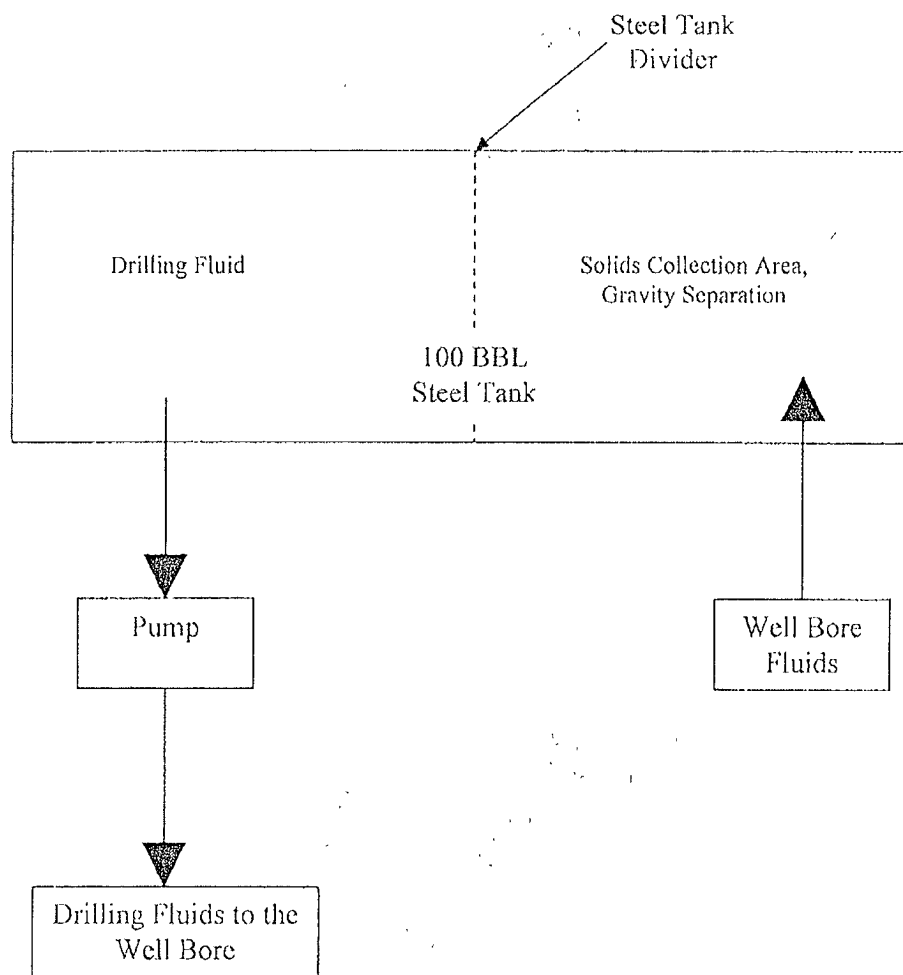 Steel Tank
Divider
Drilling Fluid
Solids Collection Area,
Gravity Separation
100 BBL
Steel Tank
Pump
Well Bore
Fluids
Drilling Fluids to the
Well Bore